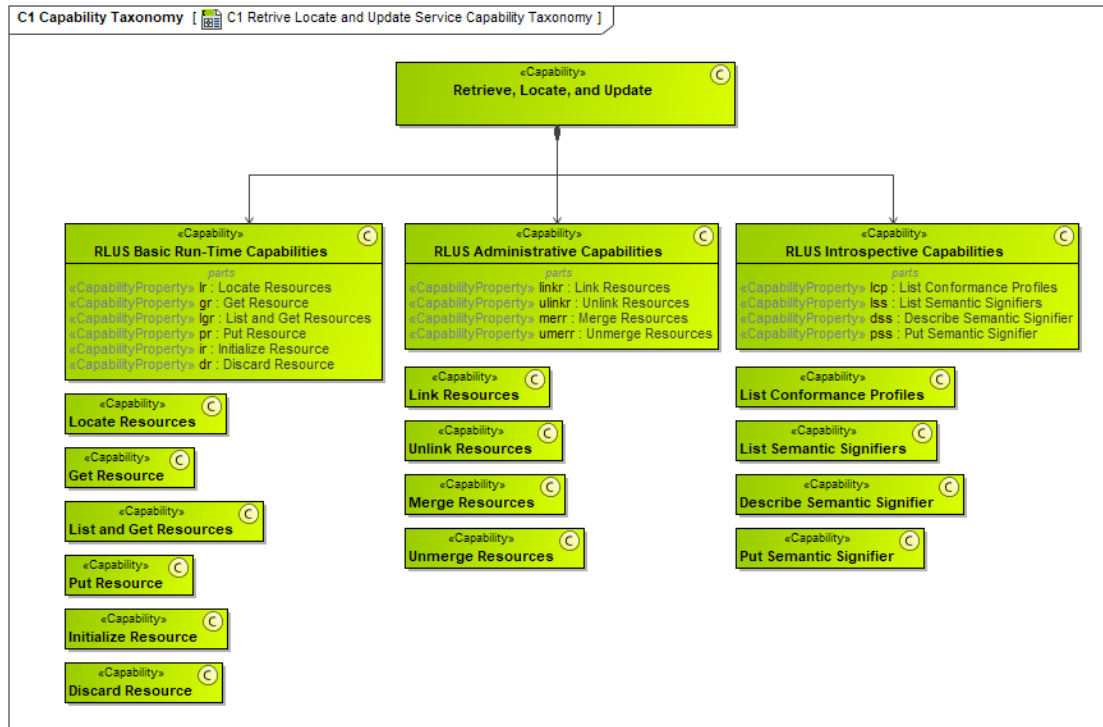 C1 Capability Taxonomy [ C1 Retrive Locate and Update Service Capability Taxonomy ]
«Capability» C
Retrieve, Locate, and Update
«Capability» C
RLUS Basic Run-Time Capabilities
parts
«CapabilityProperty» lr : Locate Resources
«CapabilityProperty» gr : Get Resource
«CapabilityProperty» lgr : List and Get Resources
«CapabilityProperty» pr : Put Resource
«CapabilityProperty» ir : Initialize Resource
«CapabilityProperty» dr : Discard Resource
«Capability» C
Locate Resources
«Capability» C
Get Resource
«Capability» C
List and Get Resources
«Capability» C
Put Resource
«Capability» C
Initialize Resource
«Capability» C
Discard Resource
«Capability» C
RLUS Administrative Capabilities
parts
«CapabilityProperty» linkr : Link Resources
«CapabilityProperty» ulinkr : Unlink Resources
«CapabilityProperty» merr : Merge Resources
«CapabilityProperty» umerr : Unmerge Resources
«Capability» C
Link Resources
«Capability» C
Unlink Resources
«Capability» C
Merge Resources
«Capability» C
Unmerge Resources
«Capability» C
RLUS Introspective Capabilities
parts
«CapabilityProperty» lcp : List Conformance Profiles
«CapabilityProperty» lss : List Semantic Signifiers
«CapabilityProperty» dss : Describe Semantic Signifier
«CapabilityProperty» pss : Put Semantic Signifier
«Capability» C
List Conformance Profiles
«Capability» C
List Semantic Signifiers
«Capability» C
Describe Semantic Signifier
«Capability» C
Put Semantic Signifier